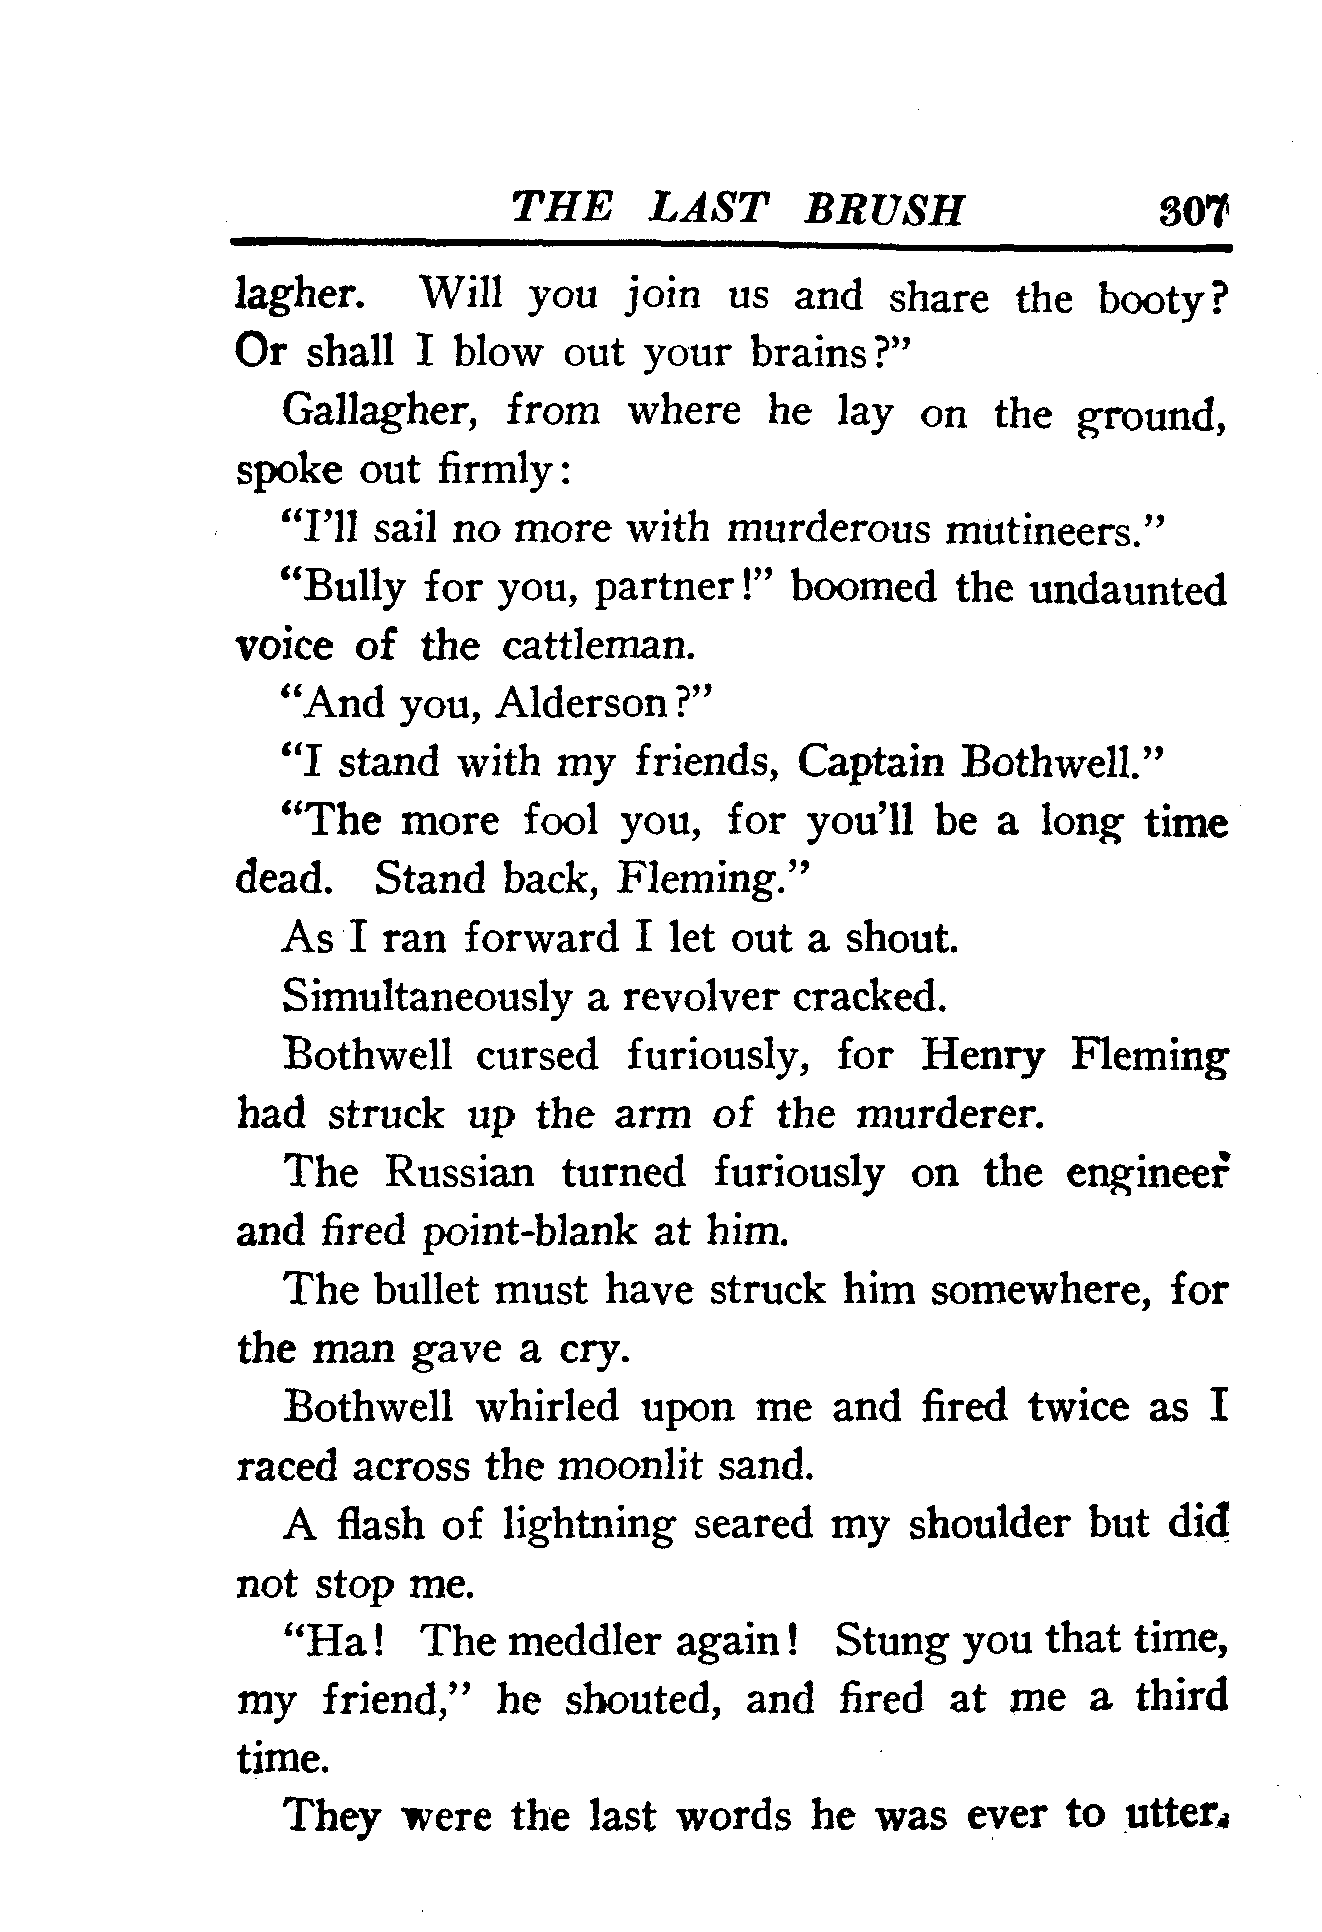 THE LAST BRUSH 307
lagher. Will you join us and share the booty?
Or shall I blow out your brains?”
Gallagher, from where he lay on the ground,
spoke out firmly:
“I’ll sail no more with murderous mutineers.”
“Bully for you, partner!” boomed the undaunted
voice of the cattleman.
“And you, Alderson?”
“I stand with my friends, Captain Bothwell.”
“The more fool you, for you’ll be a long time
dead. Stand back, Fleming.”
As I ran forward I let out a shout.
Simultaneously a revolver cracked.
Bothwell cursed furiously, for Henry Fleming
had struck up the arm of the murderer.
The Russian turned furiously on the engineer
and fired point-blank at him.
The bullet must have struck him somewhere, for
the man gave a cry.
Bothwell whirled upon me and fired twice as I
raced across the moonlit sand.
A flash of lightning seared my shoulder but did
not stop me.
“Ha! The meddler again! Stung you that time,
my friend,” he shouted, and fired at me a third
time.
They were the last words he was ever to utter.